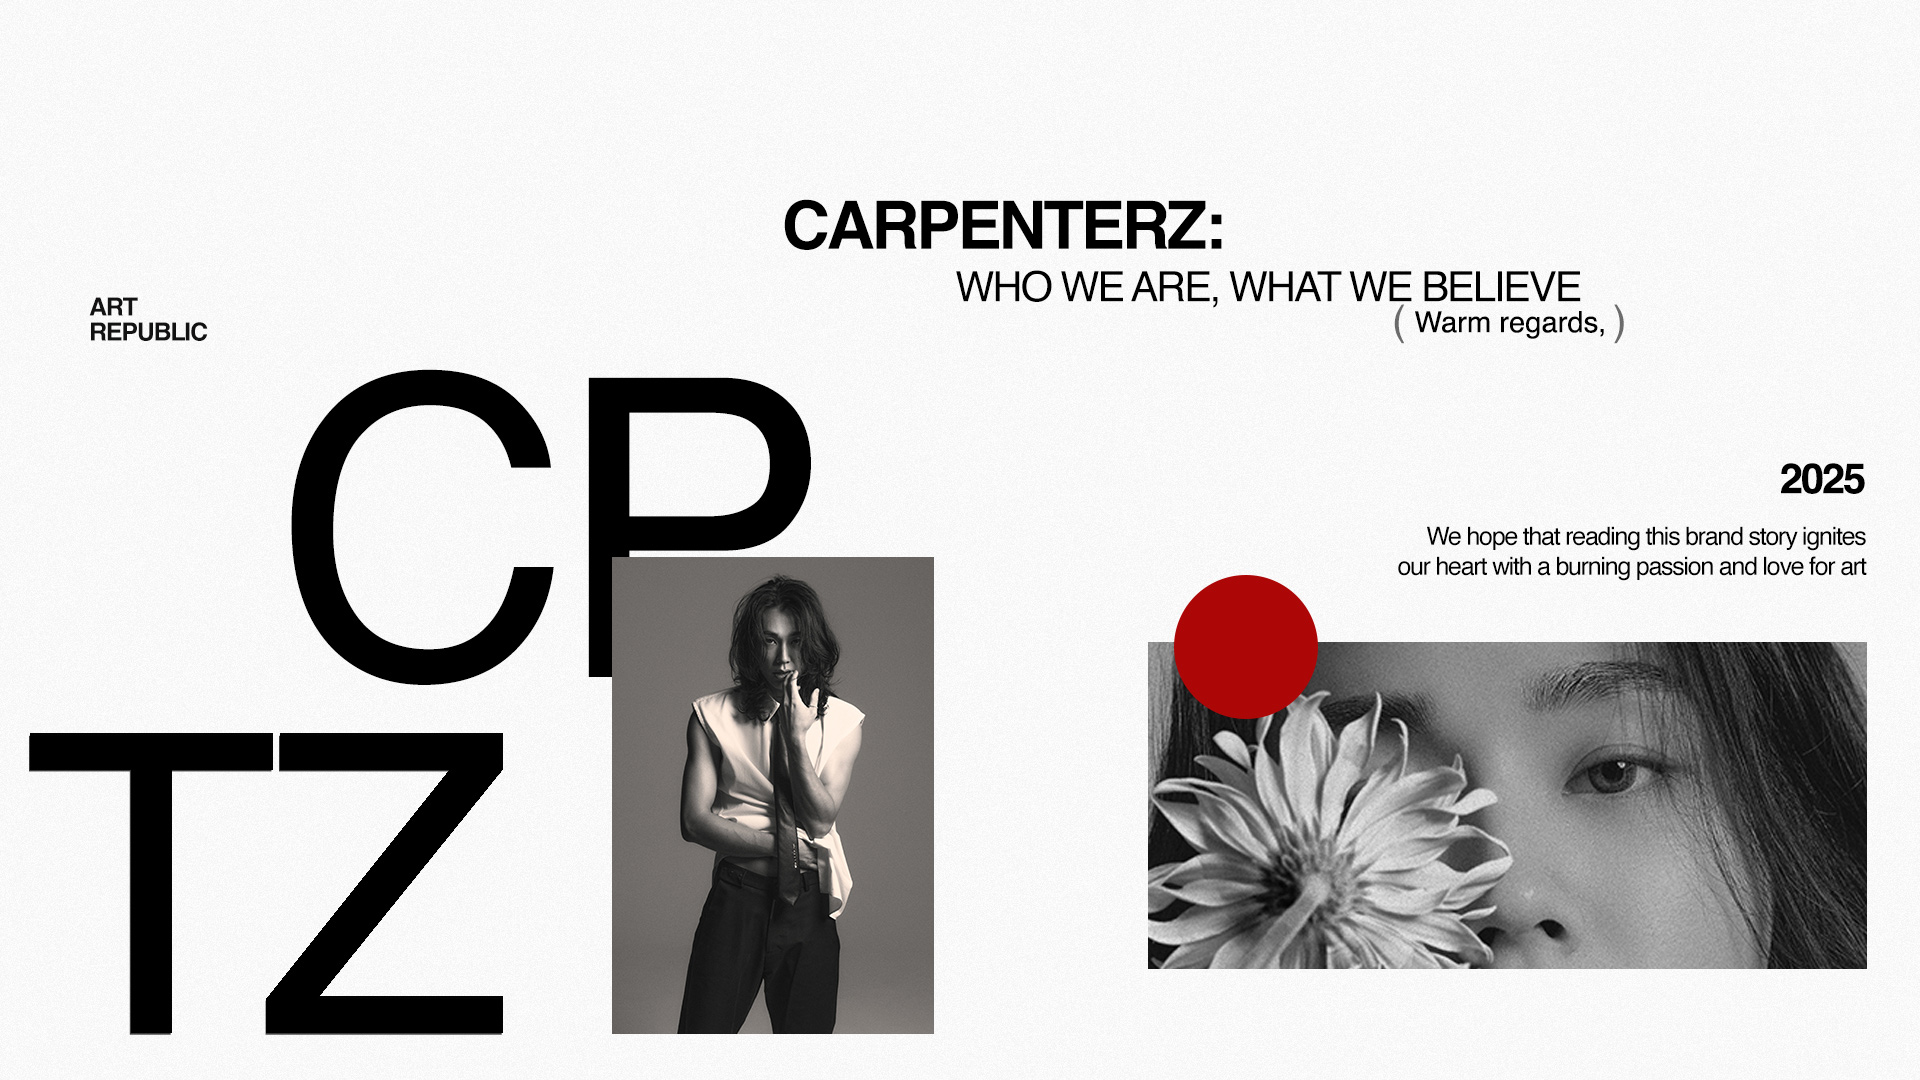 CARPENTERZ:
WHO WE ARE, WHAT WE BELIEVE
( Warm regards, )
ART
REPUBLIC
CP
TZ
2025
We hope that reading this brand story ignites
our heart with a burning passion and love for art